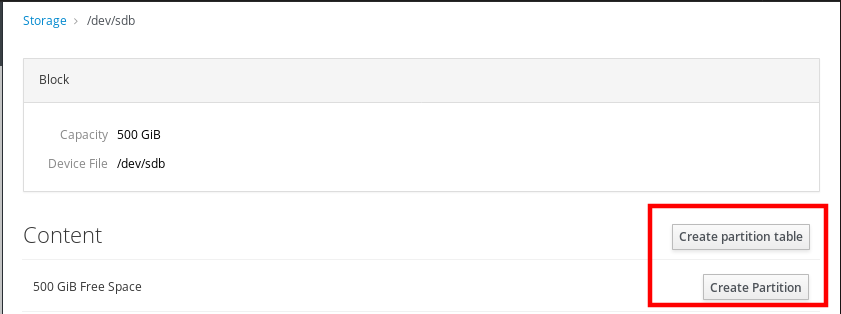 Storage › /dev/sdb
Block
Capacity 500 GiB
Device File /dev/sdb
Content Create partition table
500 GiB Free Space Create Partition